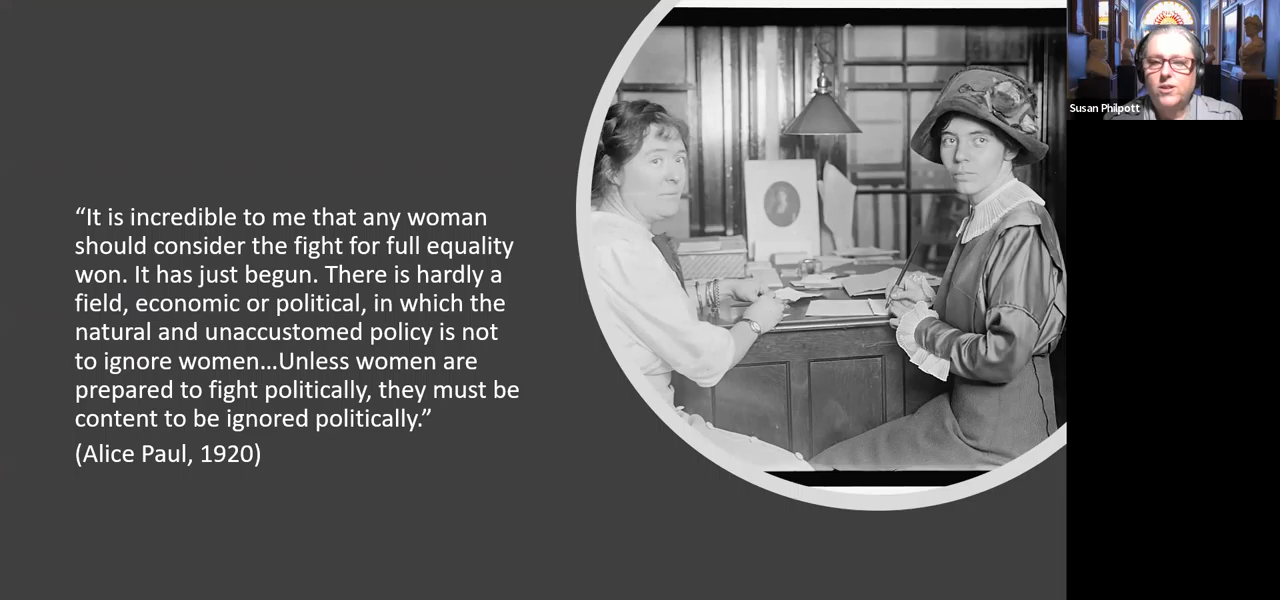 “It is incredible to me that any woman
should consider the fight for full equality
won. It has just begun. There is hardly a
field, economic or political, in which the
natural and unaccustomed policy is not
to ignore women…Unless women are
prepared to fight politically, they must be
content to be ignored politically.”
(Alice Paul, 1920)
Susan Philpott